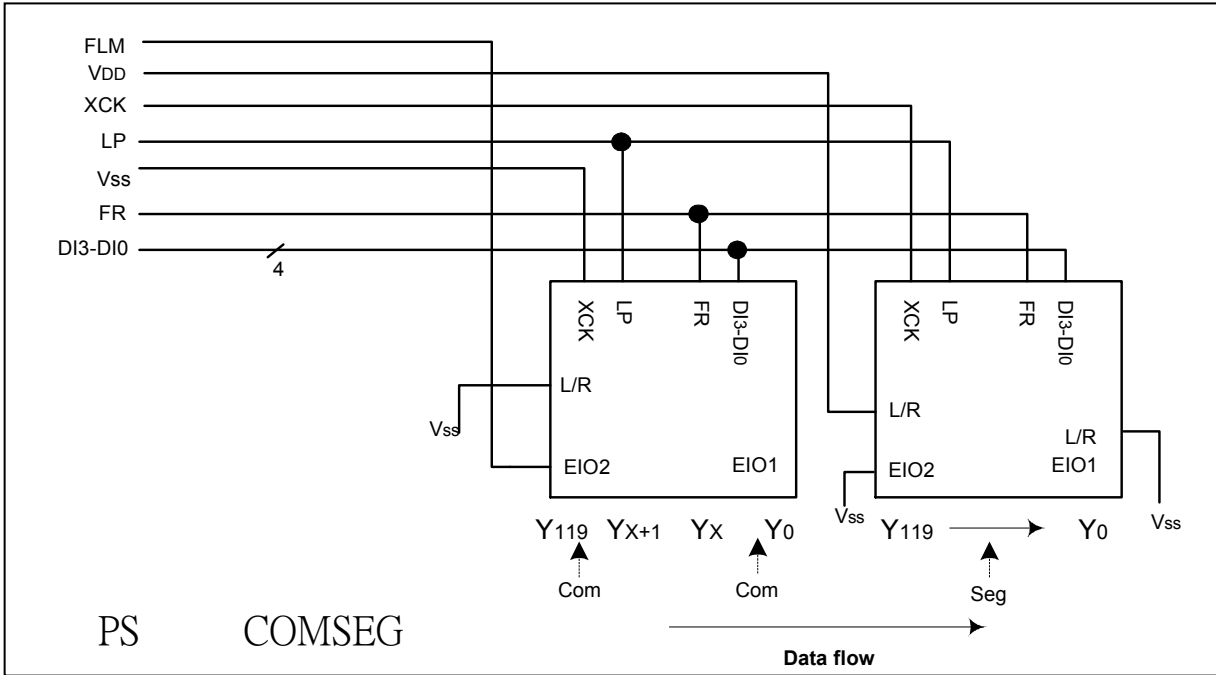 FLM
VDD
XCK
LP
Vss
FR
DI3-DI0
4
XCK LP FR DI3-DI0
XCK LP FR DI3-DI0
L/R
Vss
EIO2 EIO1
L/R
L/R
EIO2 EIO1
Vss
Vss
Y119 YX+1 YX Y0
Y119 Y0
Com Com Seg
PS COMSEG
Data flow